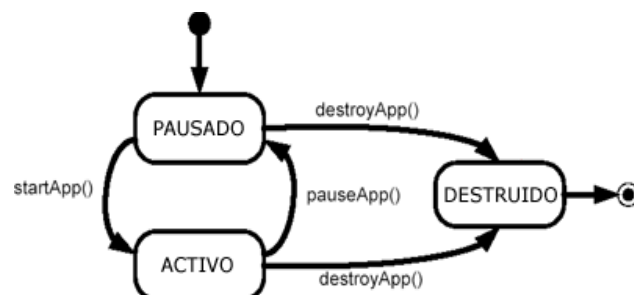 destroyApp()
PAUSADO
startApp()
pauseApp()
DESTRUIDO
ACTIVO
destroyApp()